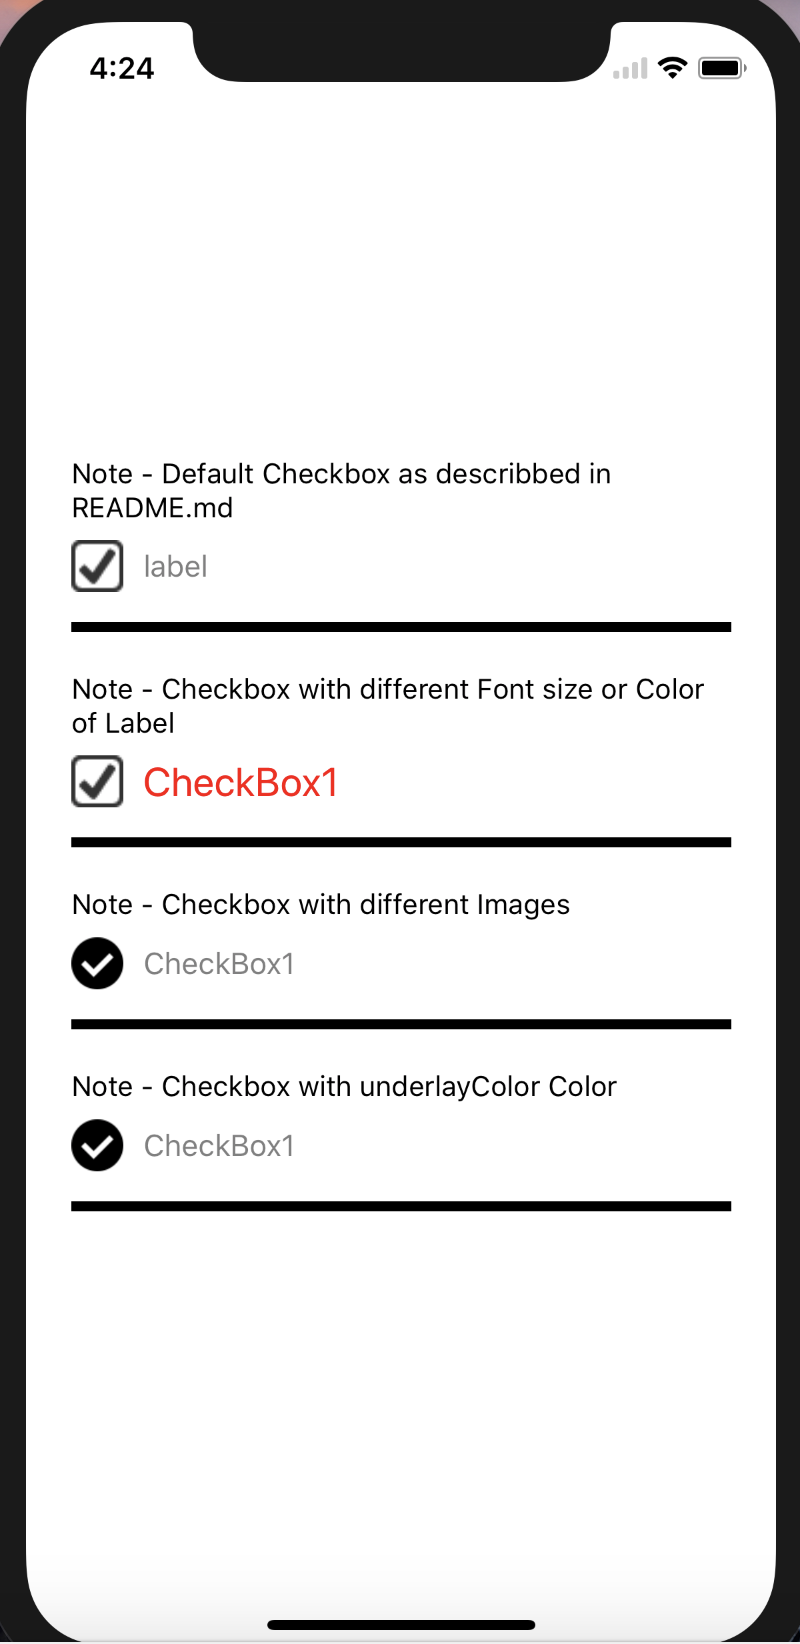 4:24
Note - Default Checkbox as describbed in
README.md
label
Note - Checkbox with different Font size or Color
of Label
CheckBox1
Note - Checkbox with different Images
CheckBox1
Note - Checkbox with underlayColor Color
CheckBox1